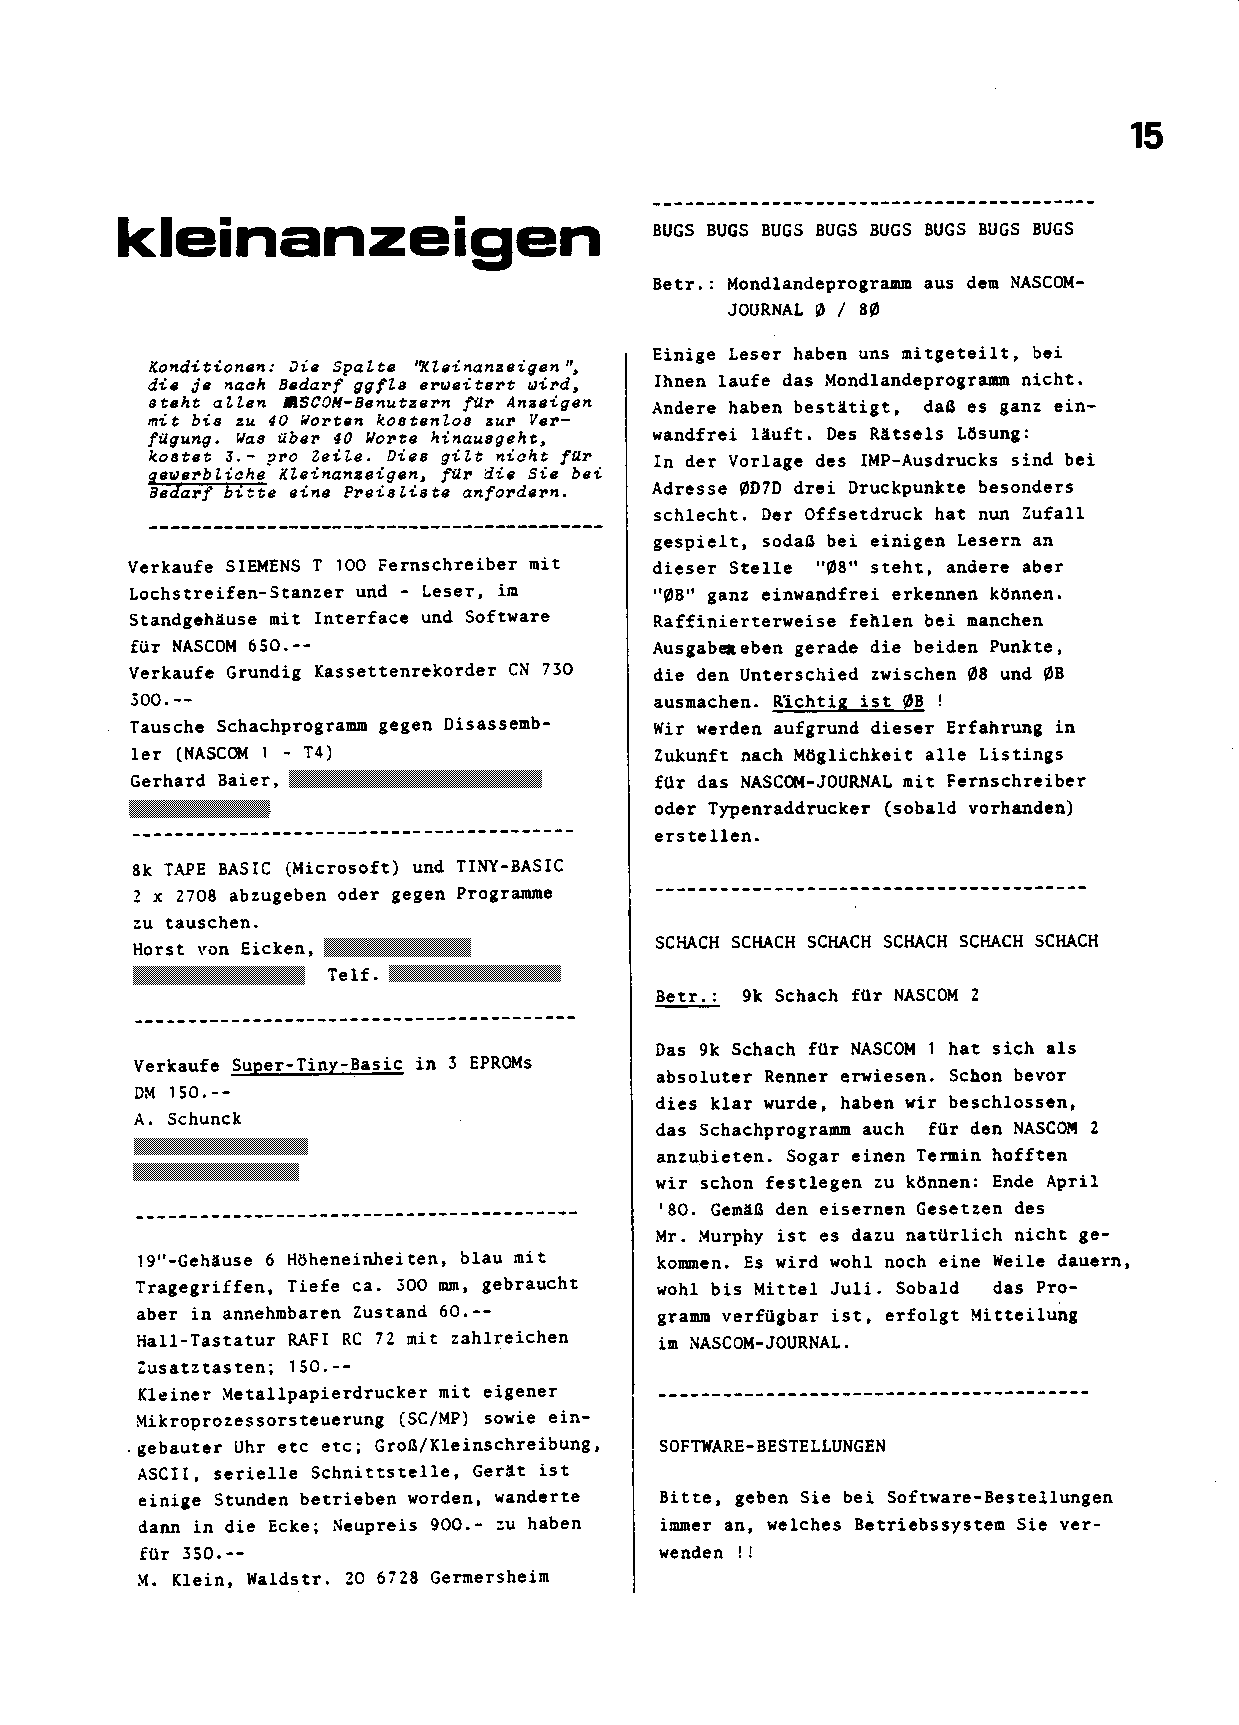 15
kleinanzeigen
Konditionen: Die Spalte "Kleinanzeigen",
die je nach Bedarf ggfls erweitert wird,
steht allen NASCOM-Benutzern für Anzeigen
mit bis zu 40 Worten kostenlos zur Ver-
fügung. Was über 40 Worte hinausgeht,
kostet 3.- pro Zeile. Dies gilt nicht für
gewerbliche Kleinanzeigen, für die Sie bei
Bedarf bitte eine Preisliste anfordern.
----------------------------------------
Verkaufe SIEMENS T 100 Fernschreiber mit
Lochstreifen-Stanzer und - Leser, im
Standgehäuse mit Interface und Software
für NASCOM 650.--
Verkaufe Grundig Kassettenrekorder CN 730
300.--
Tausche Schachprogramm gegen Disassemb-
ler (NASCOM 1 - T4)
Gerhard Baier,
----------------------------------------
8k TAPE BASIC (Microsoft) und TINY-BASIC
2 x 2708 abzugeben oder gegen Programme
zu tauschen.
Horst von Eicken,
Telf.
----------------------------------------
Verkaufe Super-Tiny-Basic in 3 EPROMs
DM 150.--
A. Schunck
----------------------------------------
19"-Gehäuse 6 Höheneinheiten, blau mit
Tragegriffen, Tiefe ca. 300 mm, gebraucht
aber in annehmbaren Zustand 60.--
Hall-Tastatur RAFI RC 72 mit zahlreichen
Zusatztasten; 150.--
Kleiner Metallpapierdrucker mit eigener
Mikroprozessorsteuerung (SC/MP) sowie ein-
gebauter Uhr etc etc; Groß/Kleinschreibung,
ASCII, serielle Schnittstelle, Gerät ist
einige Stunden betrieben worden, wanderte
dann in die Ecke; Neupreis 900.- zu haben
für 350.--
M. Klein, Waldstr. 20 6728 Germersheim
----------------------------------------
BUGS BUGS BUGS BUGS BUGS BUGS BUGS BUGS
Betr.: Mondlandeprogramm aus dem NASCOM-
JOURNAL Ø / 8Ø
Einige Leser haben uns mitgeteilt, bei
Ihnen laufe das Mondlandeprogramm nicht.
Andere haben bestätigt, daß es ganz ein-
wandfrei läuft. Des Rätsels Lösung:
In der Vorlage des IMP-Ausdrucks sind bei
Adresse ØD7D drei Druckpunkte besonders
schlecht. Der Offsetdruck hat nun Zufall
gespielt, sodaß bei einigen Lesern an
dieser Stelle "Ø8" steht, andere aber
"ØB" ganz einwandfrei erkennen können.
Raffinierterweise fehlen bei manchen
Ausgaben eben gerade die beiden Punkte,
die den Unterschied zwischen Ø8 und ØB
ausmachen. Richtig ist ØB !
Wir werden aufgrund dieser Erfahrung in
Zukunft nach Möglichkeit alle Listings
für das NASCOM-JOURNAL mit Fernschreiber
oder Typenraddrucker (sobald vorhanden)
erstellen.
----------------------------------------
SCHACH SCHACH SCHACH SCHACH SCHACH SCHACH
Betr.: 9k Schach für NASCOM 2
Das 9k Schach für NASCOM 1 hat sich als
absoluter Renner erwiesen. Schon bevor
dies klar wurde, haben wir beschlossen,
das Schachprogramm auch für den NASCOM 2
anzubieten. Sogar einen Termin hofften
wir schon festlegen zu können: Ende April
'80. Gemäß den eisernen Gesetzen des
Mr. Murphy ist es dazu natürlich nicht ge-
kommen. Es wird wohl noch eine Weile dauern,
wohl bis Mittel Juli. Sobald das Pro-
gramm verfügbar ist, erfolgt Mitteilung
im NASCOM-JOURNAL.
----------------------------------------
SOFTWARE-BESTELLUNGEN
Bitte, geben Sie bei Software-Bestellungen
immer an, welches Betriebssystem Sie ver-
wenden !!